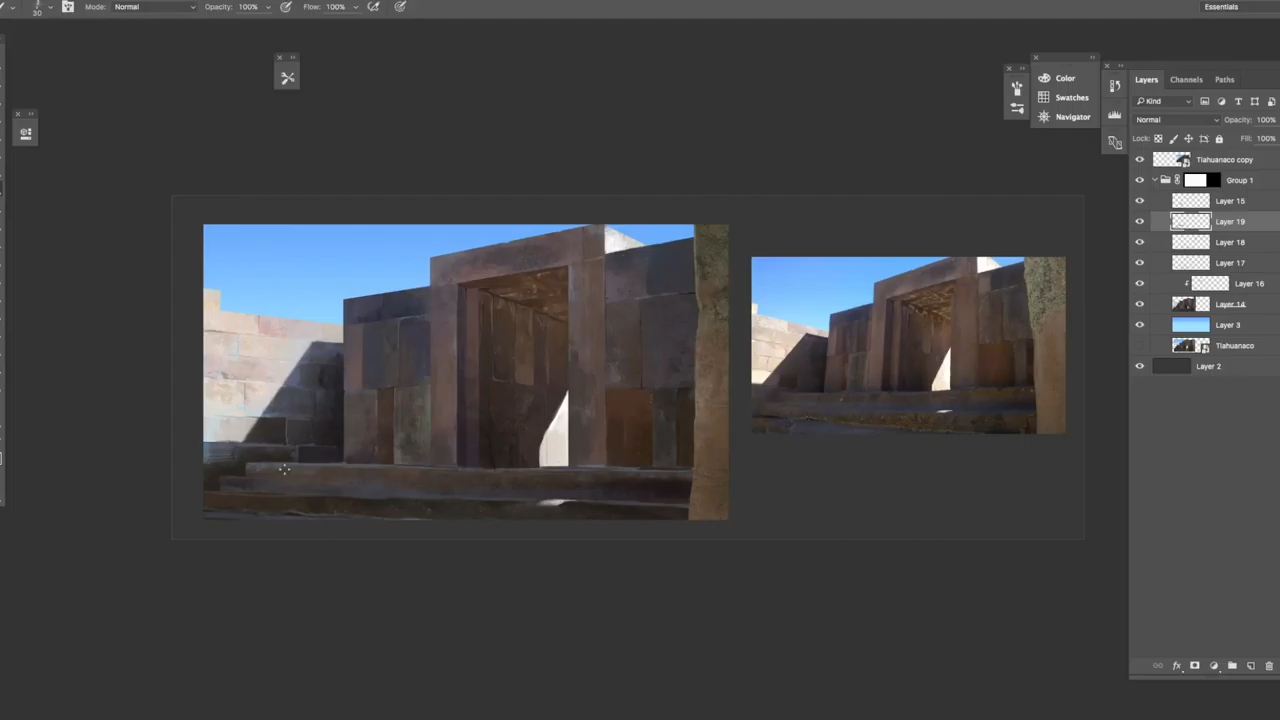 30 Mode: Normal Opacity: 100% Flow: 100% Essentials
Color
Swatches
Navigator
Layers Channels Paths
Kind
Normal Opacity: 100%
Lock: Fill: 100%
Tiahuanaco copy
Group 1
Layer 15
Layer 19
Layer 18
Layer 17
Layer 16
Layer 14
Layer 3
Tiahuanaco
Layer 2
fx